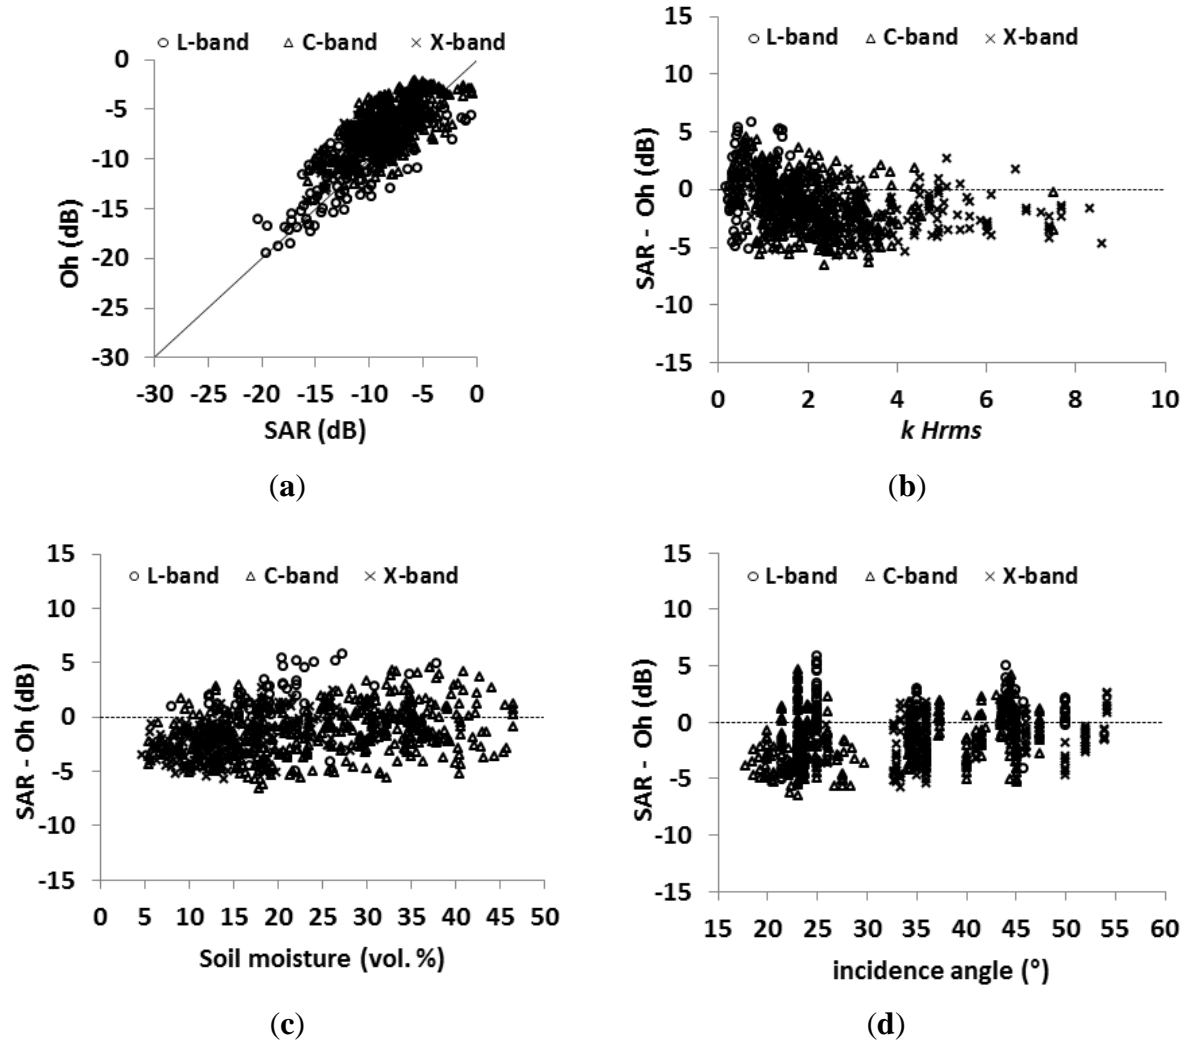 L-band C-band X-band
0
-5
-10
-15
-20
-25
-30
Oh (dB)
-30 -25 -20 -15 -10 -5 0
SAR (dB)
(a)
L-band C-band X-band
15
10
5
0
-5
-10
-15
SAR - Oh (dB)
0 2 4 6 8 10
k Hrms
(b)
L-band C-band X-band
15
10
5
0
-5
-10
-15
SAR - Oh (dB)
0 5 10 15 20 25 30 35 40 45 50
Soil moisture (vol. %)
(c)
L-band C-band X-band
15
10
5
0
-5
-10
-15
SAR - Oh (dB)
15 20 25 30 35 40 45 50 55 60
incidence angle (°)
(d)